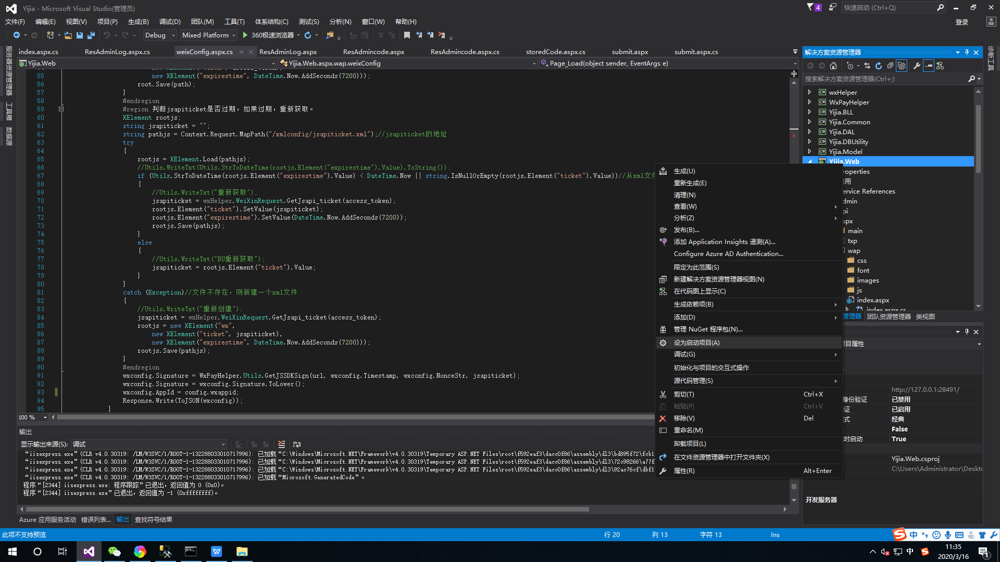 Yijia - Microsoft Visual Studio(管理员)
4
快速启动 (Ctrl+Q)
文件(F) 编辑(E) 视图(V) 项目(P) 生成(B) 调试(D) 团队(M) 工具(T) 体系结构(C) 测试(S) 分析(N) 窗口(W) 帮助(H)
登录
Debug Mixed Platform 360极速浏览器
服务器资源管理器
工具箱
数据源
index.aspx.cs ResAdminLog.aspx.cs weixConfig.aspx.cs ResAdminLog.aspx ResAdmincode.aspx ResAdmincode.aspx.cs storedCode.aspx.cs submit.aspx submit.aspx.cs
Yijia.Web Yijia.Web.aspx.wap.weixConfig Page_Load(object sender, EventArgs e)
55 new XElement("expirestime", DateTime.Now.AddSeconds(7200)));
56 root.Save(path);
57 }
58 #endregion
59 #region 判断jsapiticket是否过期，如果过期，重新获取。
60 XElement rootjs;
61 string jsapiticket = "";
62 string pathjs = Context.Request.MapPath("/xmlconfig/jsapiticket.xml");//jsapiticket的地址
63 try
64 {
65 rootjs = XElement.Load(pathjs);
66 //Utils.WriteTxt(Utils.StrToDateTime(rootjs.Element("expirestime").Value).ToString());
67 if (Utils.StrToDateTime(rootjs.Element("expirestime").Value) < DateTime.Now || string.IsNullOrEmpty(rootjs.Element("ticket").Value))//从xml文件
68 {
69 //Utils.WriteTxt("重新获取");
70 jsapiticket = wxHelper.WeiXinRequest.GetJsapi_ticket(access_token);
71 rootjs.Element("ticket").SetValue(jsapiticket);
72 rootjs.Element("expirestime").SetValue(DateTime.Now.AddSeconds(7200));
73 rootjs.Save(pathjs);
74 }
75 else
76 {
77 //Utils.WriteTxt("BU重新获取");
78 jsapiticket = rootjs.Element("ticket").Value;
79 }
80 }
81 catch (Exception)//文件不存在，则新建一个xml文件
82 {
83 //Utils.WriteTxt("重新创建");
84 jsapiticket = wxHelper.WeiXinRequest.GetJsapi_ticket(access_token);
85 rootjs = new XElement("wx",
86 new XElement("ticket", jsapiticket),
87 new XElement("expirestime", DateTime.Now.AddSeconds(7200)));
88 rootjs.Save(pathjs);
89 }
90 #endregion
91 wxconfig.Signature = WxPayHelper.Utils.GetJSSDKSign(url, wxconfig.Timestamp, wxconfig.NonceStr, jsapiticket);
92 wxconfig.Signature = wxconfig.Signature.ToLower();
93 wxconfig.AppId = config.wxappid;
94 Response.Write(ToJSON(wxconfig));
95 }
100 %
输出
显示输出来源(S): 调试
“iisexpress.exe”(CLR v4.0.30319: /LM/W3SVC/1/ROOT-1-132288033010717996): 已加载“C:\Windows\Microsoft.NET\Framework\v4.0.30319\Temporary ASP.NET Files\root\f592eaf3\dacc0f86\assembly\dl3\bd895f72\fcb1
“iisexpress.exe”(CLR v4.0.30319: /LM/W3SVC/1/ROOT-1-132288033010717996): 已加载“C:\Windows\Microsoft.NET\Framework\v4.0.30319\Temporary ASP.NET Files\root\f592eaf3\dacc0f86\assembly\dl3\72c98266\a77f
“iisexpress.exe”(CLR v4.0.30319: /LM/W3SVC/1/ROOT-1-132288033010717996): 已加载“C:\Windows\Microsoft.NET\Framework\v4.0.30319\Temporary ASP.NET Files\root\f592eaf3\dacc0f86\assembly\dl3\92ac76cf\dbf1
“iisexpress.exe”(CLR v4.0.30319: /LM/W3SVC/1/ROOT-1-132288033010717996): 已加载“Microsoft.GeneratedCode”。
程序“[2344] iisexpress.exe: 程序跟踪”已退出，返回值为 0 (0x0)。
程序“[2344] iisexpress.exe”已退出，返回值为 -1 (0xffffffff)。
Azure 应用服务活动 错误列表... 输出 查找符号结果
生成(U)
重新生成(E)
清理(N)
查看(W)
分析(Z)
发布(B)...
添加 Application Insights 遥测(A)...
Configure Azure AD Authentication...
限定为此范围(S)
新建解决方案资源管理器视图(N)
在代码图上显示(C)
生成依赖项(B)
添加(D)
管理 NuGet 程序包(N)...
设为启动项目(A)
调试(G)
初始化与项目的交互式操作
源代码管理(S)
剪切(T) Ctrl+X
粘贴(P) Ctrl+V
移除(V) Del
重命名(M)
卸载项目(L)
在文件资源管理器中打开文件夹(X)
属性(R) Alt+Enter
解决方案资源管理器
搜索解决方案资源管理器(Ctrl+;)
wxHelper
WxPayHelper
Yijia.BLL
Yijia.Common
Yijia.DAL
Yijia.DBUtility
Yijia.Model
Yijia.Web
roperties
用
ervice References
dmin
pi
spx
main
txp
wap
css
font
images
js
index.aspx
index.aspx.cs
管理器 团队资源管理器 类视图
目属性
http://127.0.0.1:28491/
身份验证 已禁用
证 已启用
式 经典
False
时启动 True
Yijia.Web.csproj
C:\Users\Administrator\Deskto
开发服务器
诊断工具
此项不支持预览 行 20 列 13 字符 13 Ins
中
中
11:35
2020/3/16
1